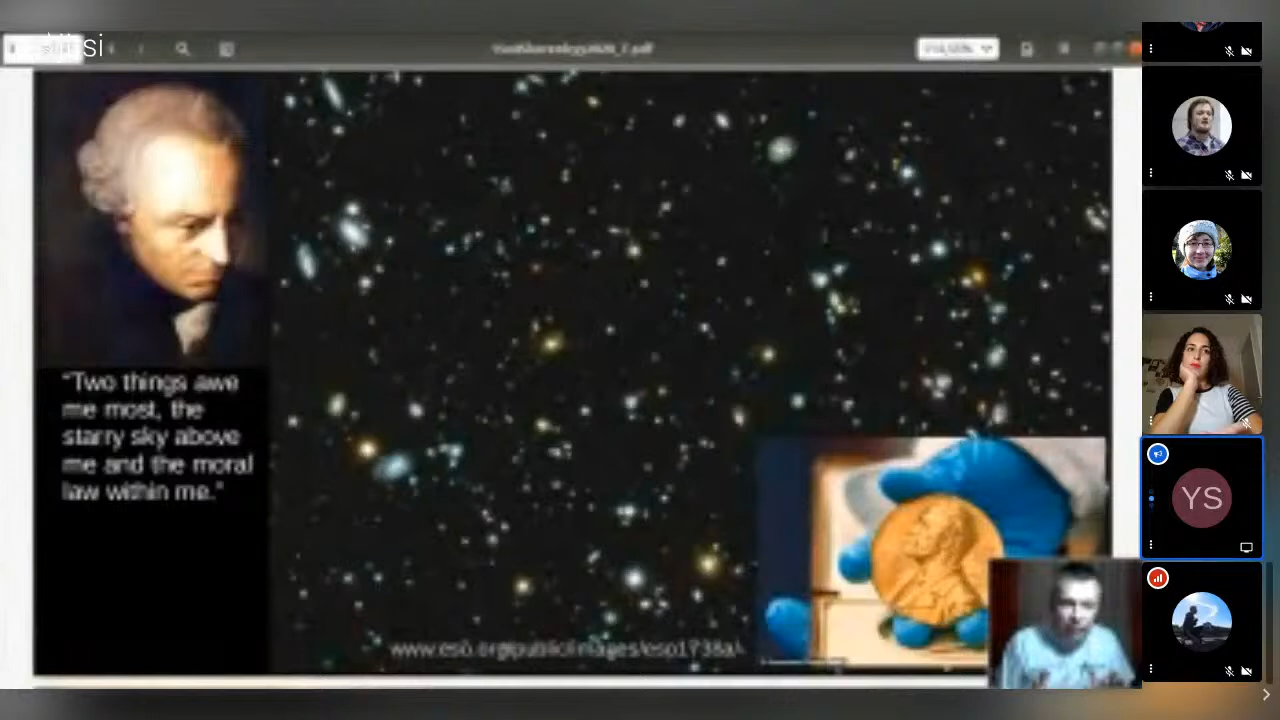 "Two things awe
me most, the
starry sky above
me and the moral
law within me."
www.eso.org/public/images/eso1738a/
YS